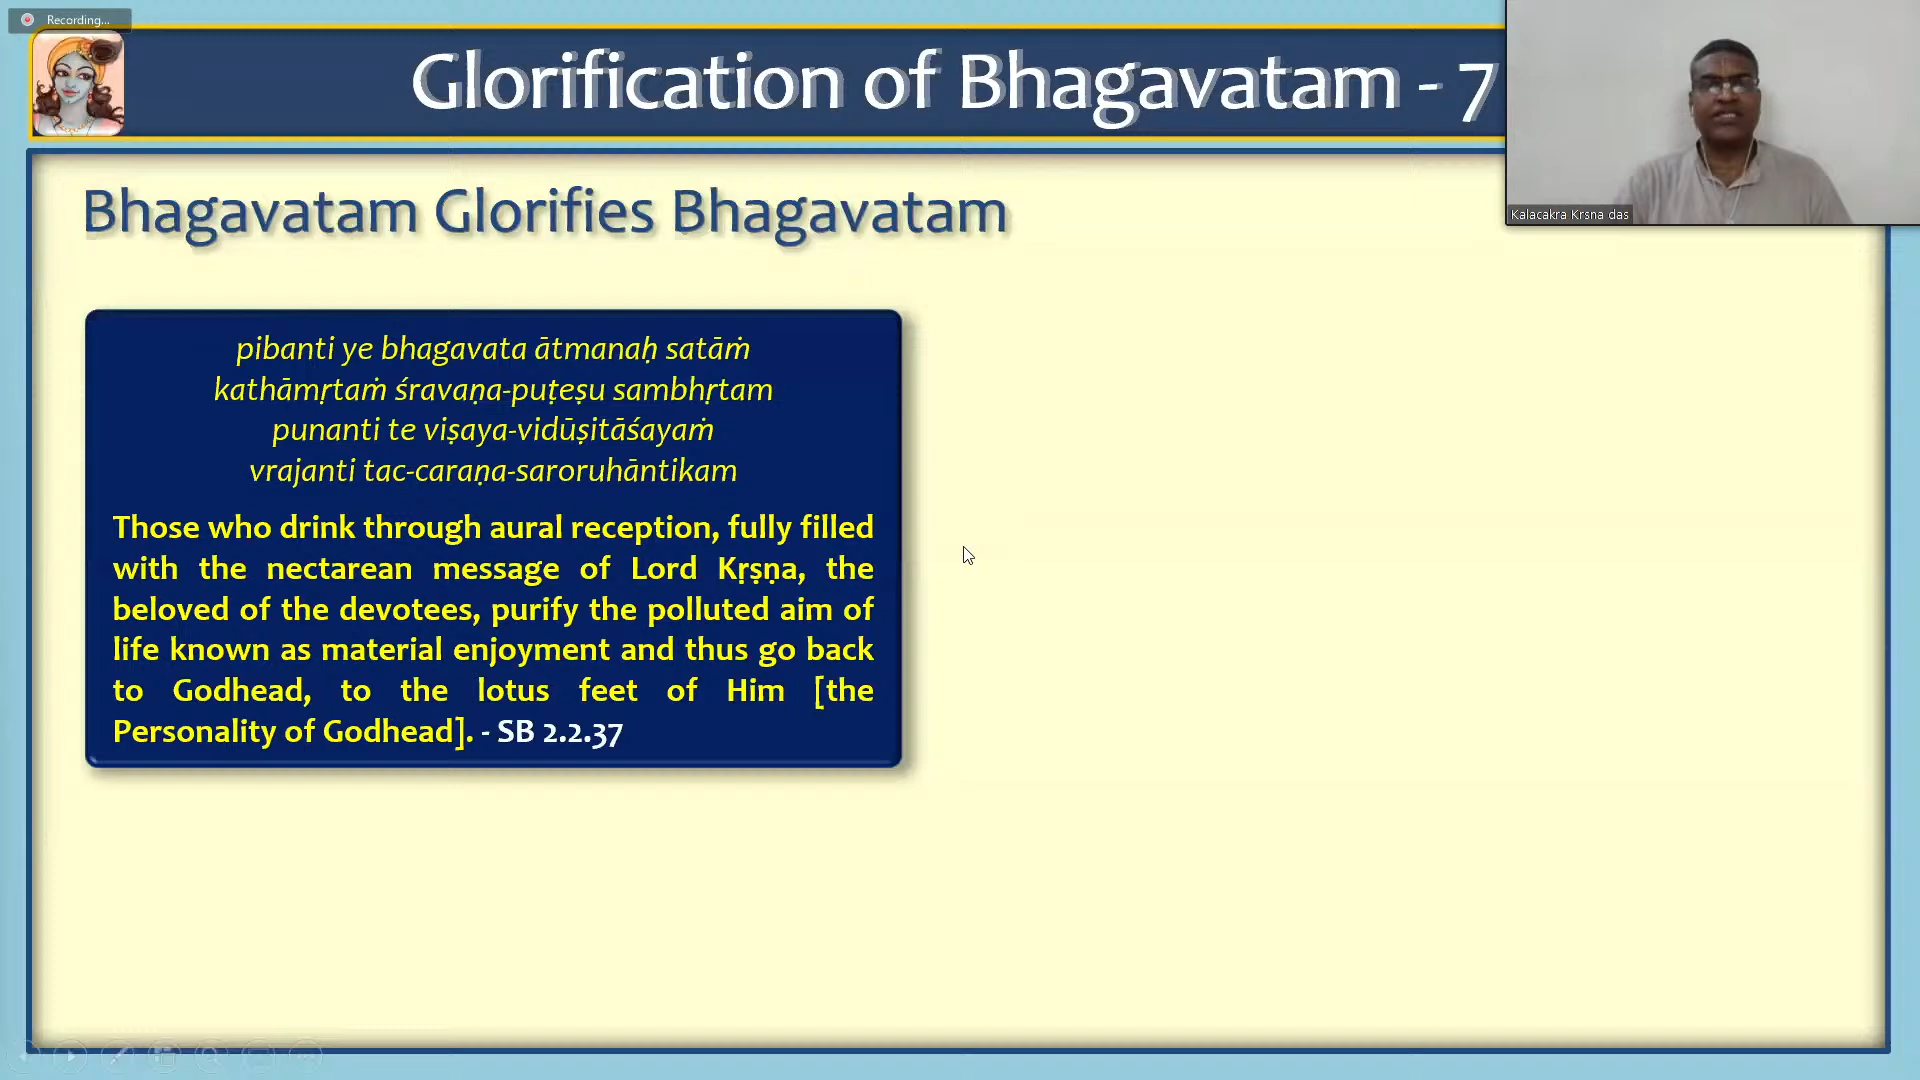 Recording...
Glorification of Bhagavatam - 7
Kalacakra Krsna das
Bhagavatam Glorifies Bhagavatam
pibanti ye bhagavata ātmanaḥ satāṁ
kathāmṛtaṁ śravaṇa-puṭeṣu sambhṛtam
punanti te viṣaya-vidūṣitāśayaṁ
vrajanti tac-caraṇa-saroruhāntikam
Those who drink through aural reception, fully filled
with the nectarean message of Lord Kṛṣṇa, the
beloved of the devotees, purify the polluted aim of
life known as material enjoyment and thus go back
to Godhead, to the lotus feet of Him [the
Personality of Godhead]. - SB 2.2.37